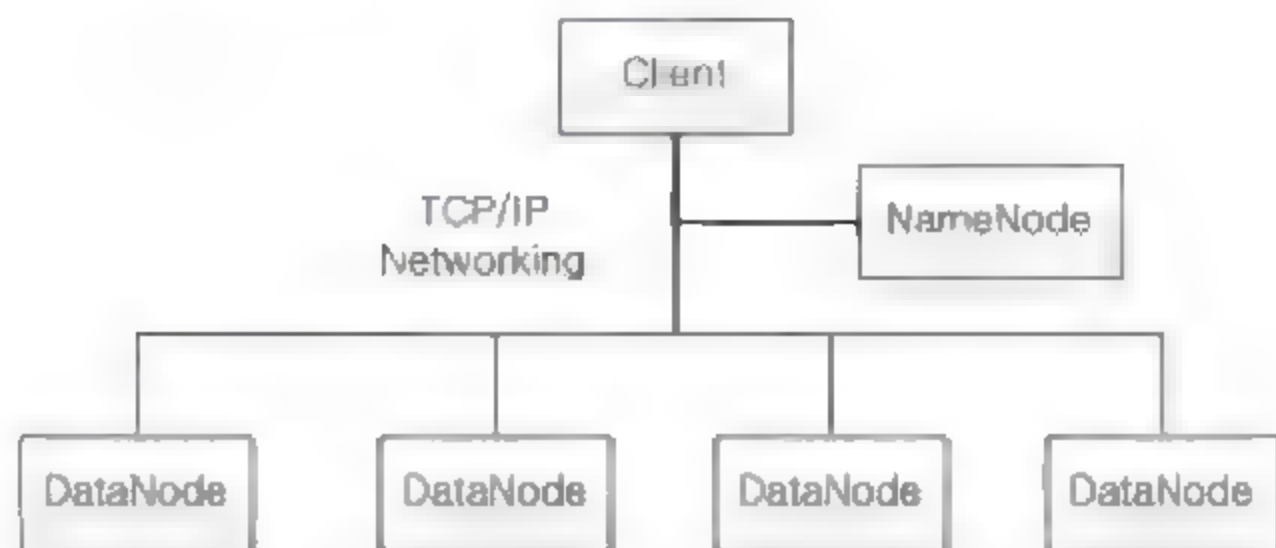 Client
TCP/IP
Networking
NameNode
DataNode
DataNode
DataNode
DataNode